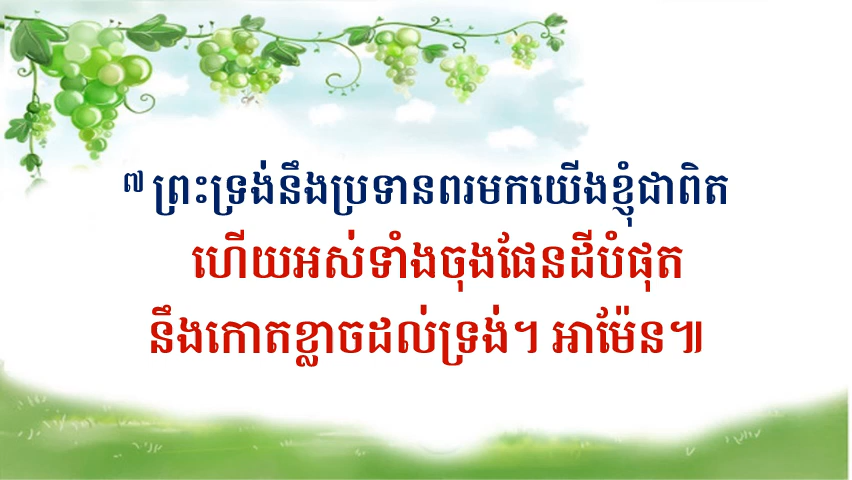 ៧ ព្រះទ្រង់នឹងប្រទានពរមកយើងខ្ញុំជាពិត
ហើយអស់ទាំងចុងផែនដីបំផុត
នឹងកោតខ្លាចដល់ទ្រង់។ អាម៉ែន៕